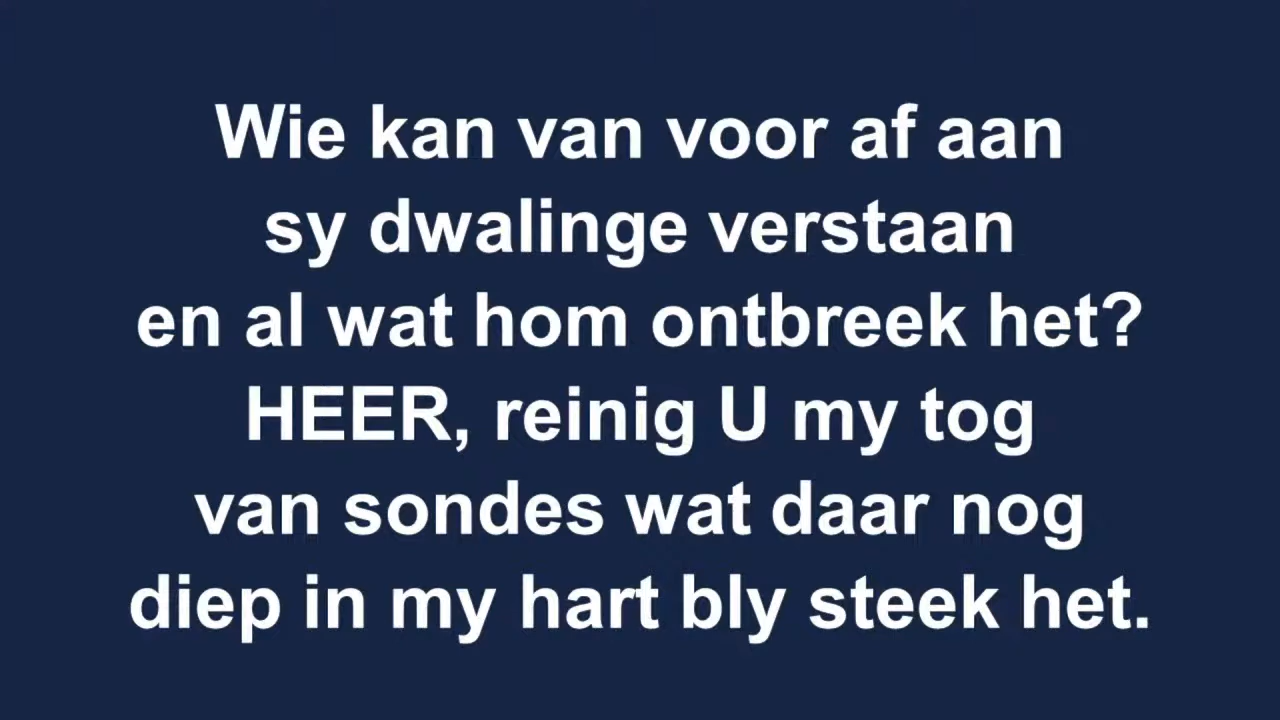 Wie kan van voor af aan
sy dwalinge verstaan
en al wat hom ontbreek het?
HEER, reinig U my tog
van sondes wat daar nog
diep in my hart bly steek het.